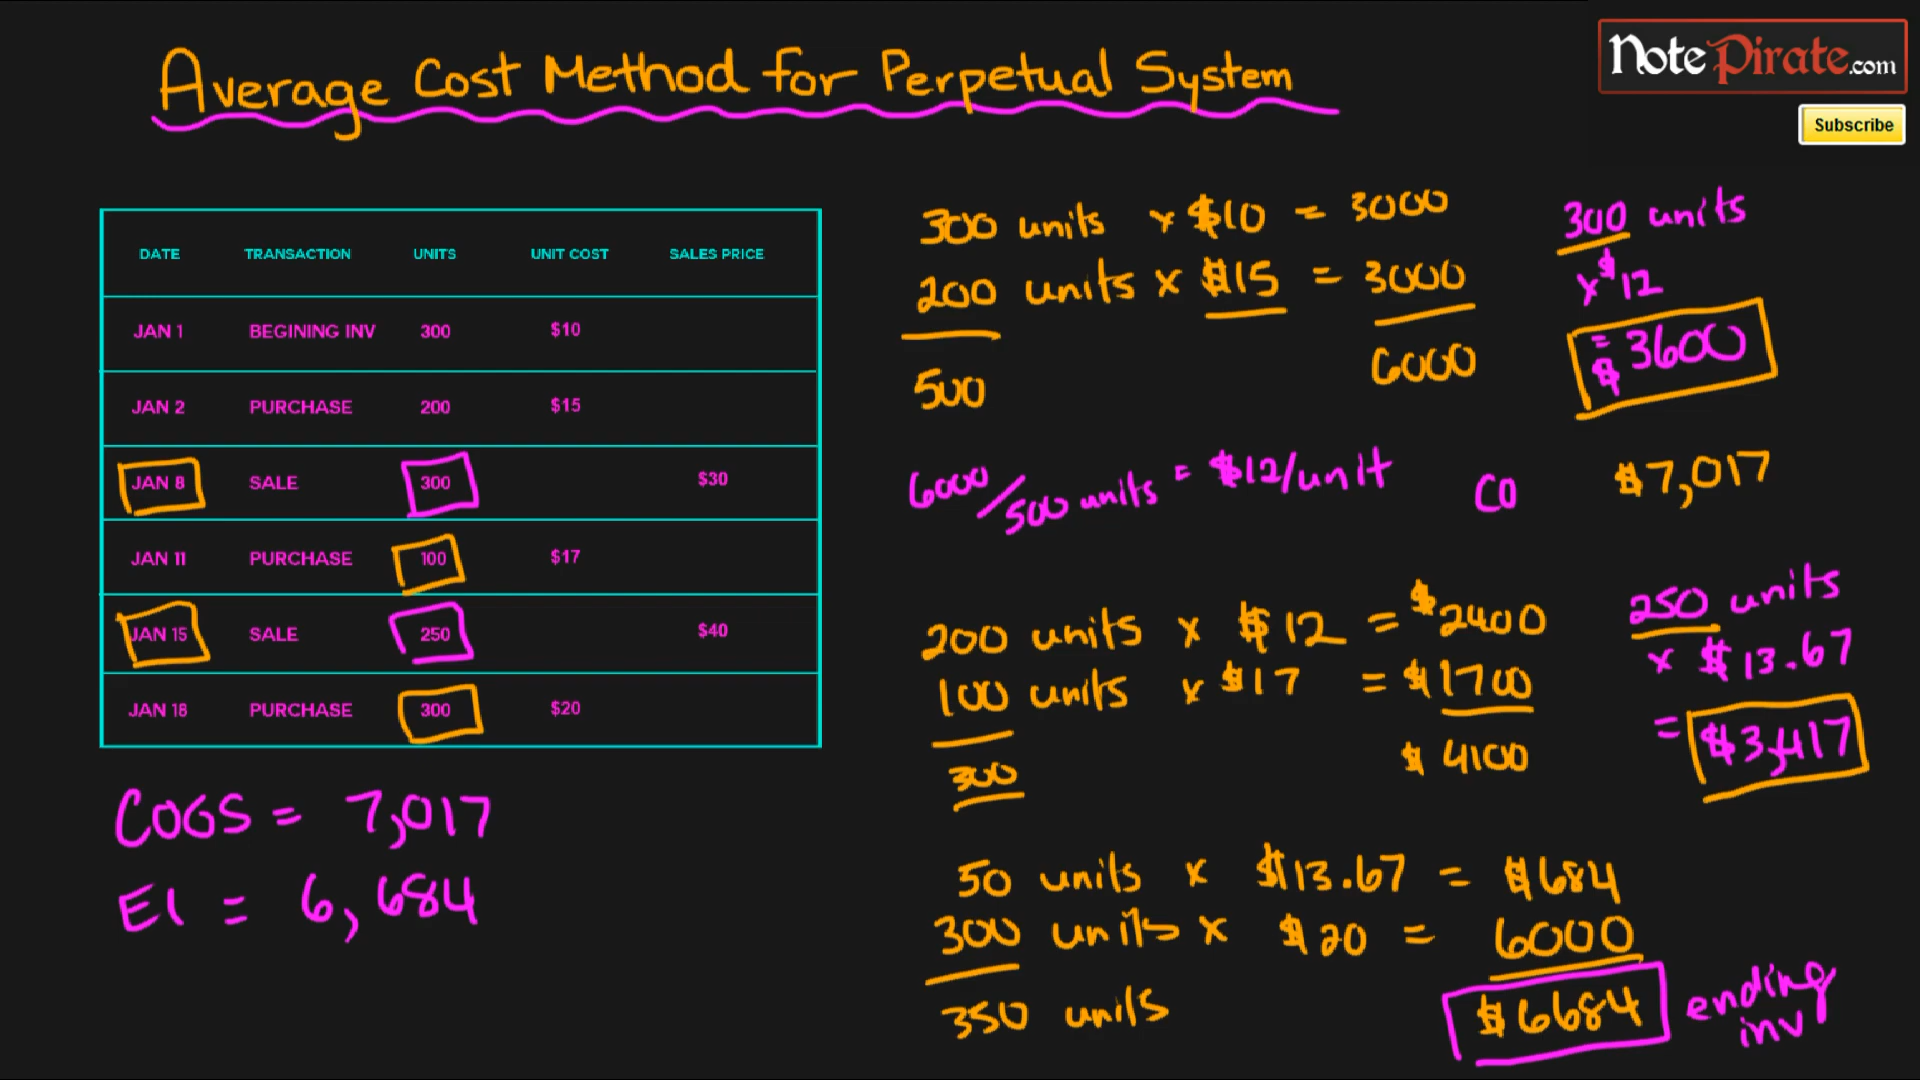 Average Cost Method for Perpetual System
NotePirate.com
Subscribe
DATE TRANSACTION UNITS UNIT COST SALES PRICE
JAN 1 BEGINING INV 300 $10
JAN 2 PURCHASE 200 $15
JAN 8 SALE 300 $30
JAN 11 PURCHASE 100 $17
JAN 15 SALE 250 $40
JAN 18 PURCHASE 300 $20
COGS = 7,017
EI = 6,684
300 units x $10 = 3000
200 units x $15 = 3000
500 6000
6000/500 units = $12/unit
300 units
x $12
= $3600
CO $7,017
200 units x $12 = $2400
100 units x $17 = $1700
300 $4100
250 units
x $13.67
= $3,417
50 units x $13.67 = $684
300 units x $20 = 6000
350 units $6684 ending inv